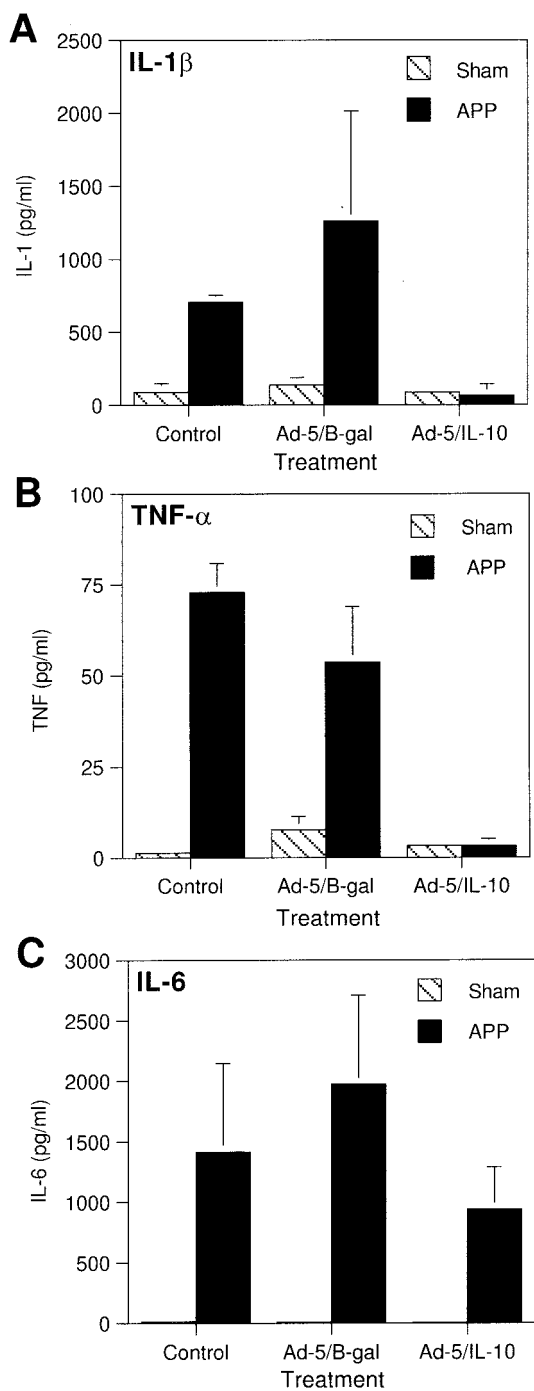 A
IL-1β
Sham
APP
2500
2000
1500
1000
500
0
IL-1 (pg/ml)
Control Ad-5/B-gal Ad-5/IL-10
Treatment
B
TNF-α
Sham
APP
100
75
50
25
0
TNF (pg/ml)
Control Ad-5/B-gal Ad-5/IL-10
Treatment
C
IL-6
Sham
APP
3000
2500
2000
1500
1000
500
0
IL-6 (pg/ml)
Control Ad-5/B-gal Ad-5/IL-10
Treatment